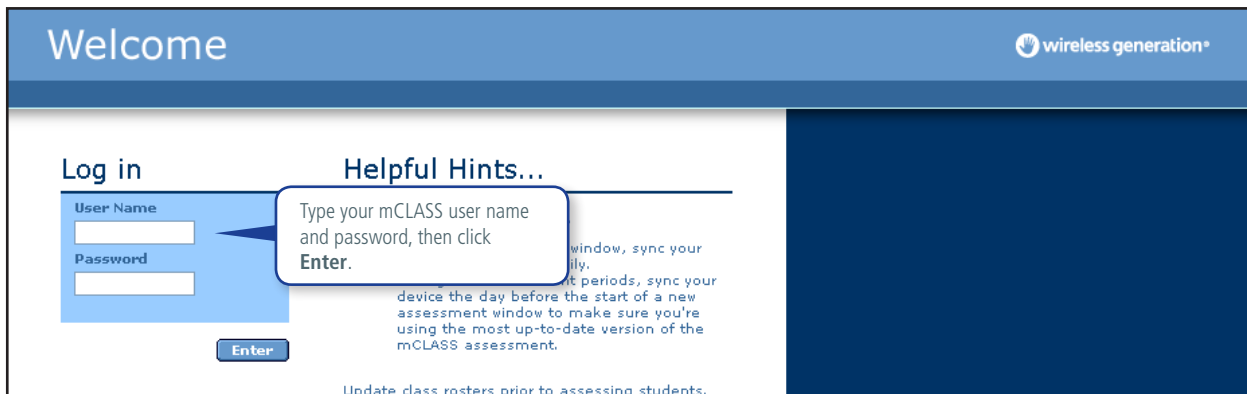 Welcome
wireless generation®
Log in
User Name
Password
Enter
Helpful Hints...
Type your mCLASS user name
and password, then click
Enter.
window, sync your
ily.
t periods, sync your
device the day before the start of a new
assessment window to make sure you're
using the most up-to-date version of the
mCLASS assessment.
Update class rosters prior to assessing students.